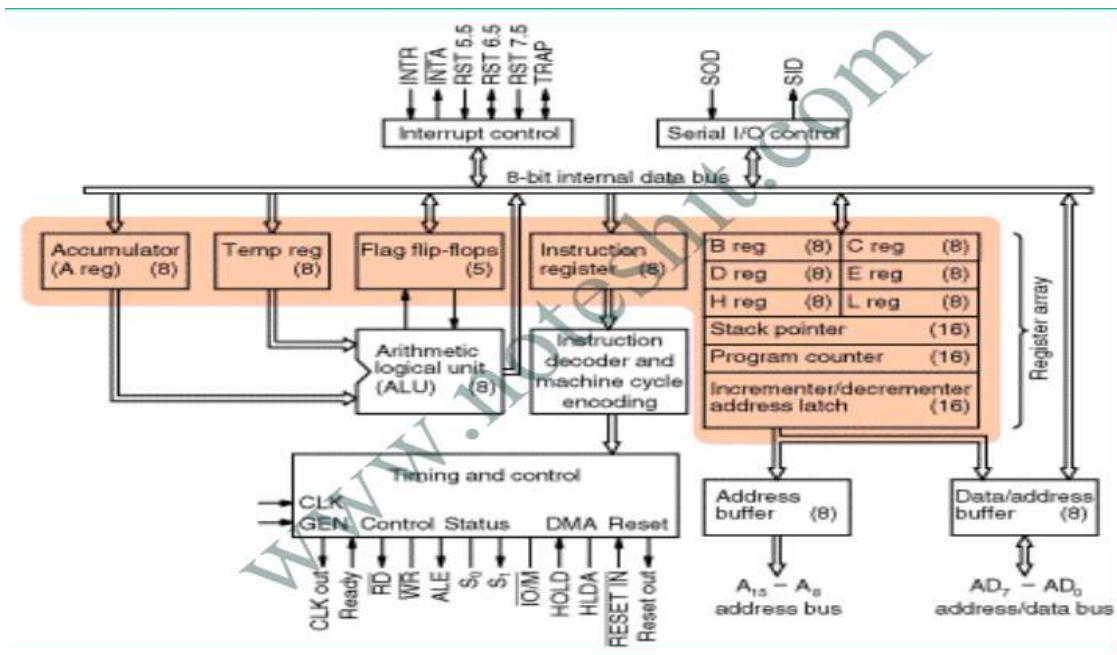 INTR
INTA
RST 5.5
RST 6.5
RST 7.5
TRAP
SOD
SID
Interrupt control
Serial I/O control
8-bit internal data bus
Accumulator
(A reg) (8)
Temp reg
(8)
Flag flip-flops
(5)
Instruction
register (8)
B reg (8) C reg (8)
D reg (8) E reg (8)
H reg (8) L reg (8)
Stack pointer (16)
Program counter (16)
Incrementer/decrementer
address latch (16)
Register array
Arithmetic
logical unit
(ALU) (8)
Instruction
decoder and
machine cycle
encoding
Timing and control
CLK
GEN Control Status DMA Reset
CLK out
Ready
RD
WR
ALE
S₀
S₁
IO/M
HOLD
HLDA
RESET IN
Reset out
Address
buffer (8)
Data/address
buffer (8)
A₁₅ – A₈
address bus
AD₇ – AD₀
address/data bus
www.noteshit.com